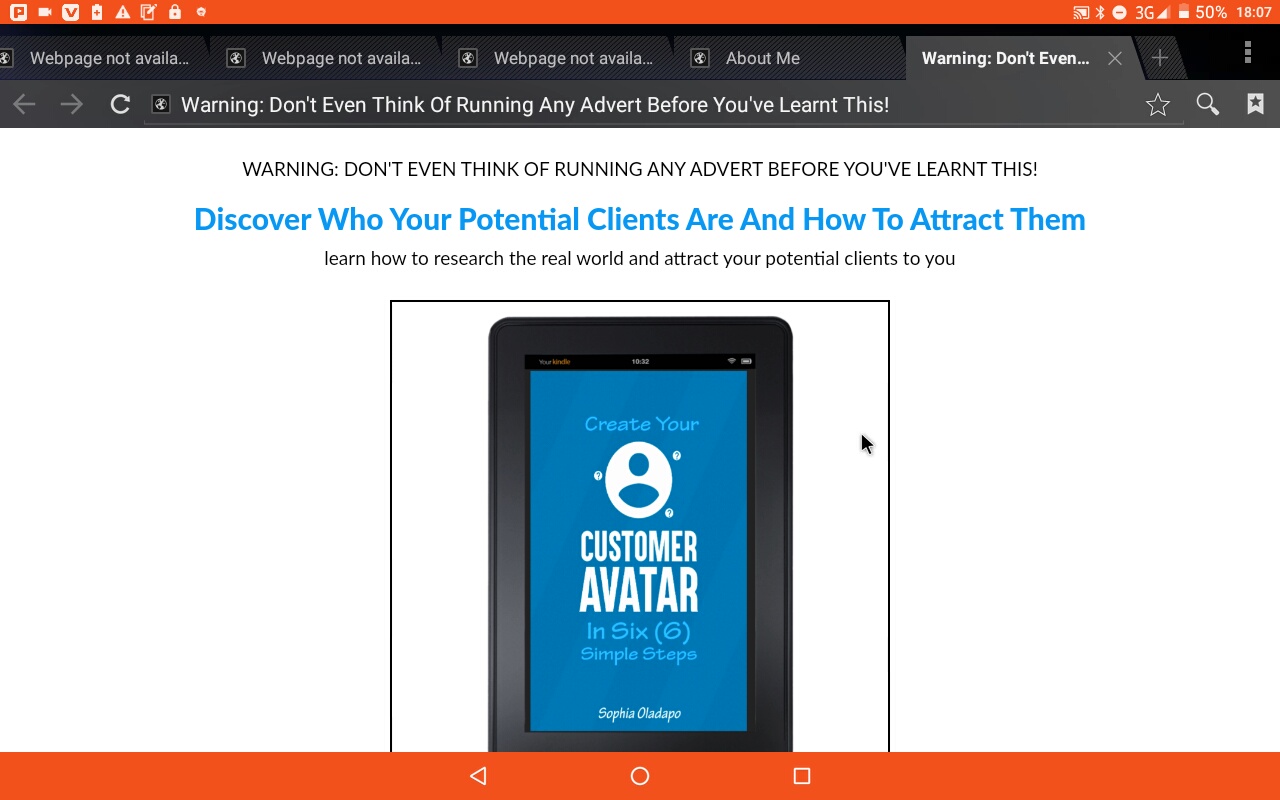 3G 50% 18:07
Webpage not availa...
Webpage not availa...
Webpage not availa...
About Me
Warning: Don't Even...
Warning: Don't Even Think Of Running Any Advert Before You've Learnt This!
WARNING: DON'T EVEN THINK OF RUNNING ANY ADVERT BEFORE YOU'VE LEARNT THIS!
Discover Who Your Potential Clients Are And How To Attract Them
learn how to research the real world and attract your potential clients to you
Your kindle 10:32
Create Your
? ? ?
CUSTOMER
AVATAR
In Six (6)
Simple Steps
Sophia Oladapo